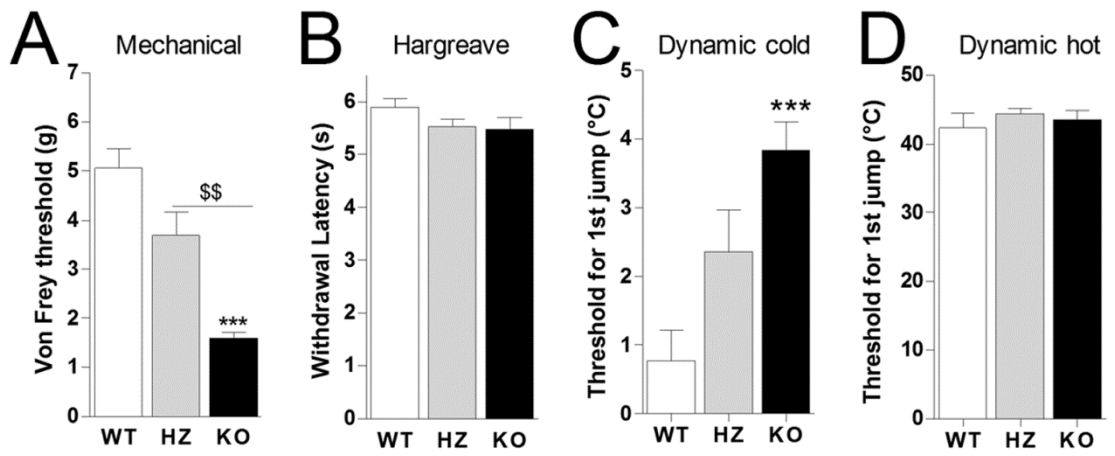 A Mechanical
Von Frey threshold (g)
7
6
5
4
3
2
1
0
$$
***
WT HZ KO
B Hargreave
Withdrawal Latency (s)
6
5
4
3
2
1
0
WT HZ KO
C Dynamic cold
Threshold for 1st jump (°C)
5
4
3
2
1
0
***
WT HZ KO
D Dynamic hot
Threshold for 1st jump (°C)
50
40
30
20
10
0
WT HZ KO